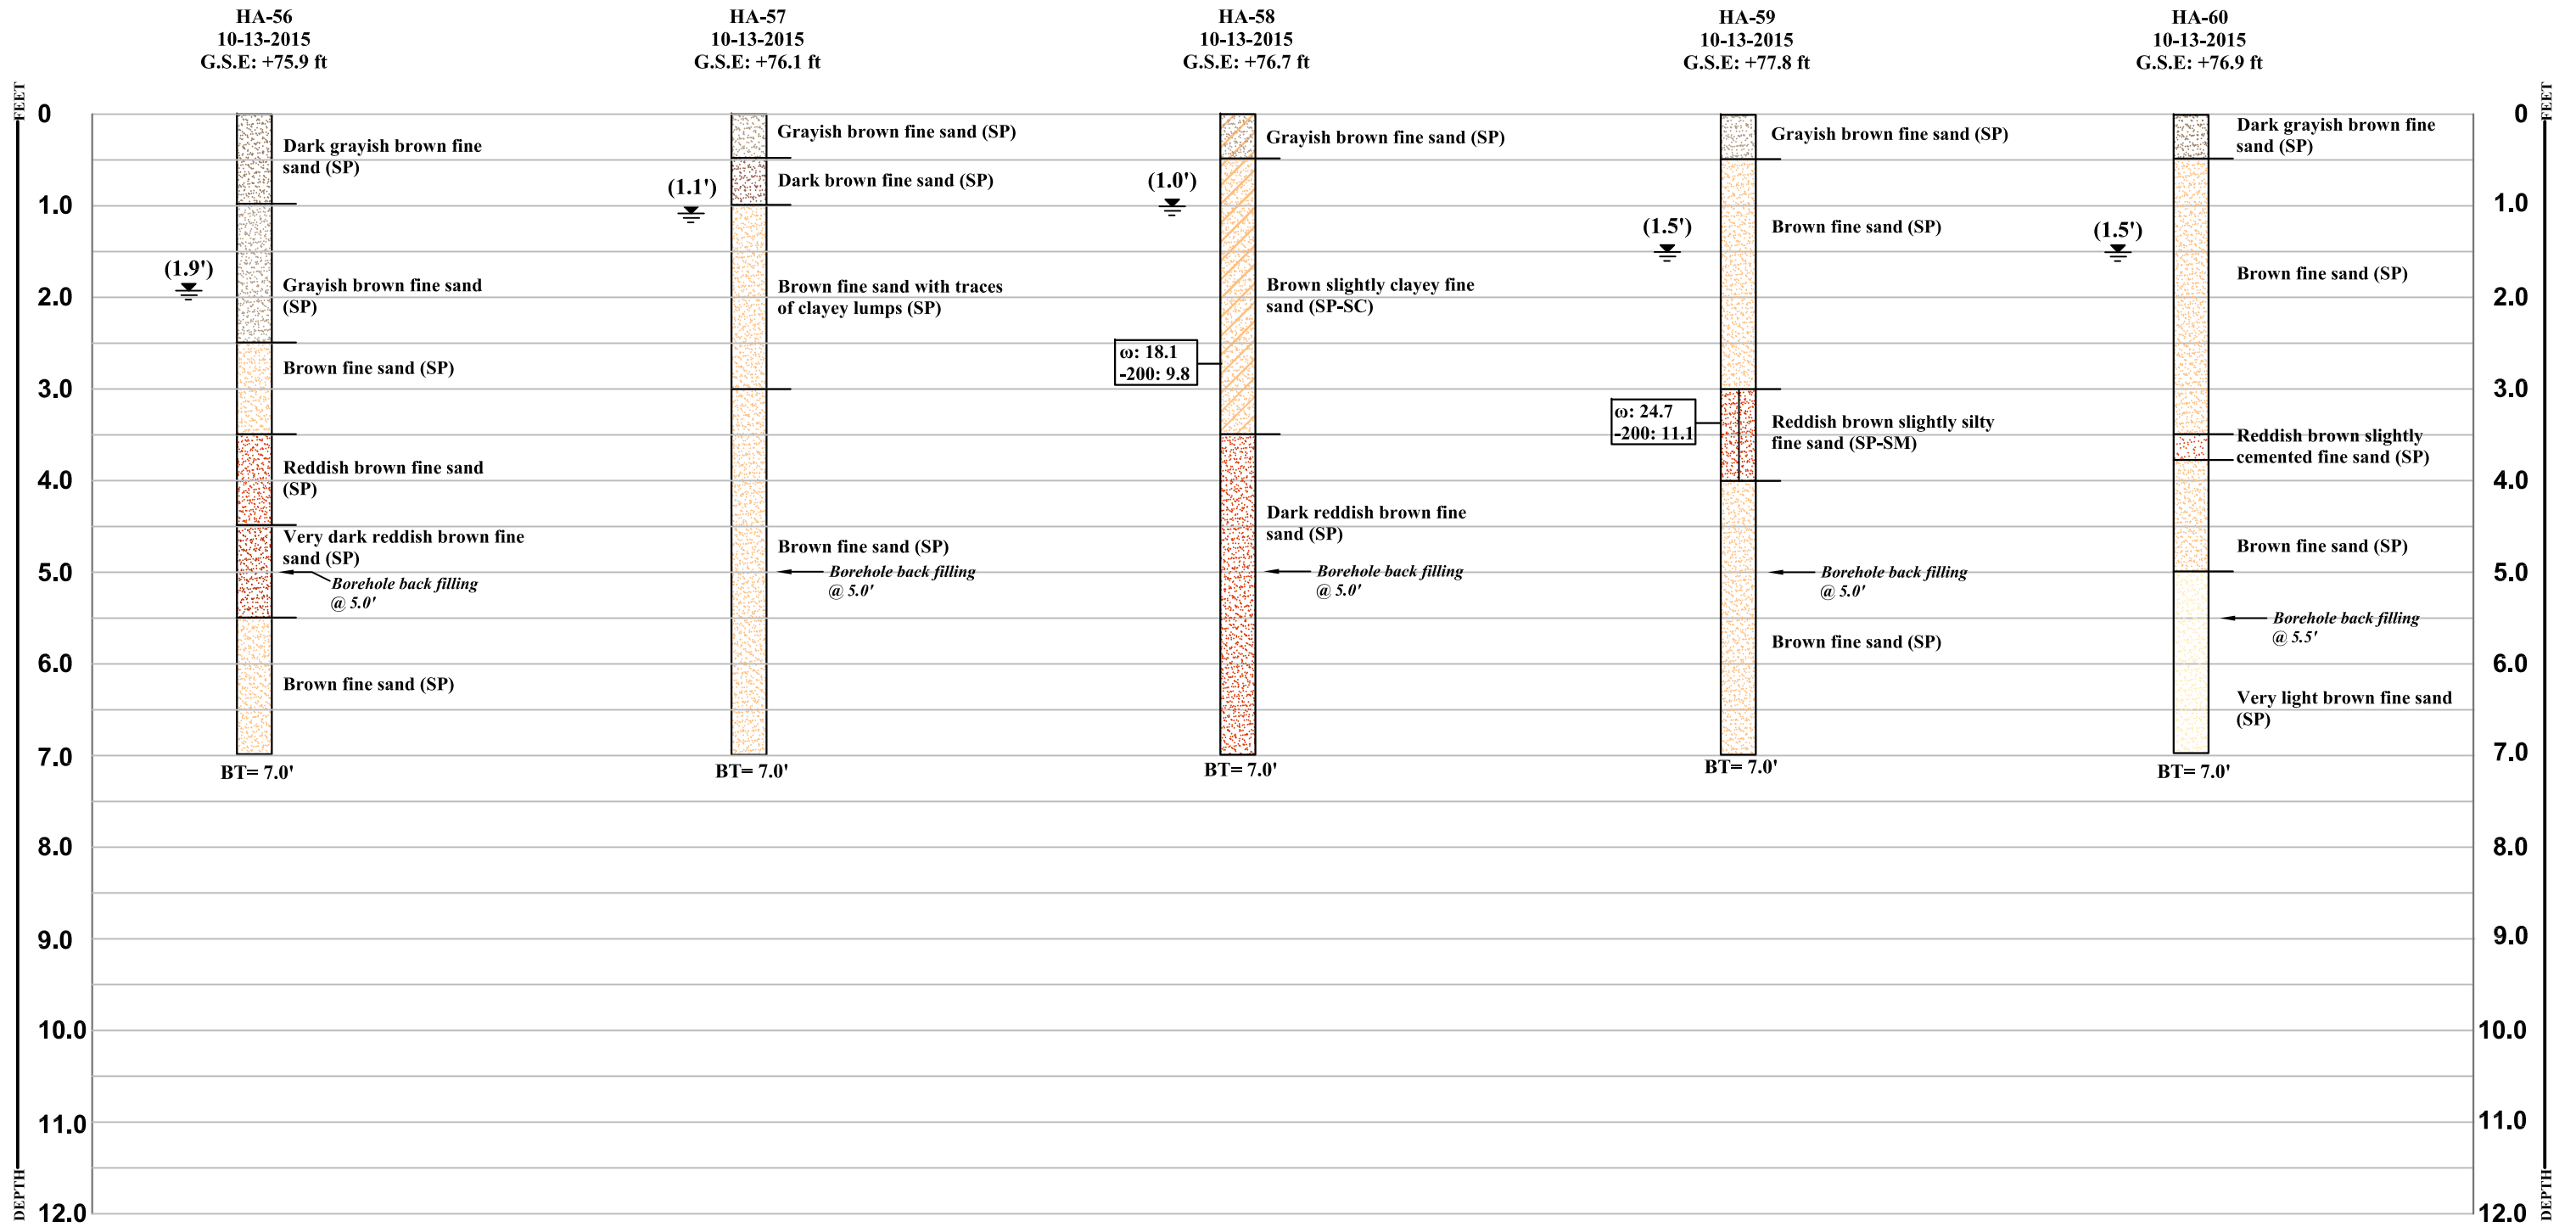 HA-56
10-13-2015
G.S.E: +75.9 ft
HA-57
10-13-2015
G.S.E: +76.1 ft
HA-58
10-13-2015
G.S.E: +76.7 ft
HA-59
10-13-2015
G.S.E: +77.8 ft
HA-60
10-13-2015
G.S.E: +76.9 ft
FEET
0
1.0
2.0
3.0
4.0
5.0
6.0
7.0
8.0
9.0
10.0
11.0
12.0
DEPTH
Dark grayish brown fine
sand (SP)
(1.9')
Grayish brown fine sand
(SP)
Brown fine sand (SP)
Reddish brown fine sand
(SP)
Very dark reddish brown fine
sand (SP)
Borehole back filling
@ 5.0'
Brown fine sand (SP)
BT= 7.0'
Grayish brown fine sand (SP)
Dark brown fine sand (SP)
(1.1')
Brown fine sand with traces
of clayey lumps (SP)
Brown fine sand (SP)
Borehole back filling
@ 5.0'
BT= 7.0'
Grayish brown fine sand (SP)
(1.0')
Brown slightly clayey fine
sand (SP-SC)
ω: 18.1
-200: 9.8
Dark reddish brown fine
sand (SP)
Borehole back filling
@ 5.0'
BT= 7.0'
Grayish brown fine sand (SP)
Brown fine sand (SP)
(1.5')
ω: 24.7
-200: 11.1
Reddish brown slightly silty
fine sand (SP-SM)
Borehole back filling
@ 5.0'
Brown fine sand (SP)
BT= 7.0'
Dark grayish brown fine
sand (SP)
(1.5')
Brown fine sand (SP)
Reddish brown slightly
cemented fine sand (SP)
Brown fine sand (SP)
Borehole back filling
@ 5.5'
Very light brown fine sand
(SP)
BT= 7.0'
FEET
0
1.0
2.0
3.0
4.0
5.0
6.0
7.0
8.0
9.0
10.0
11.0
12.0
DEPTH